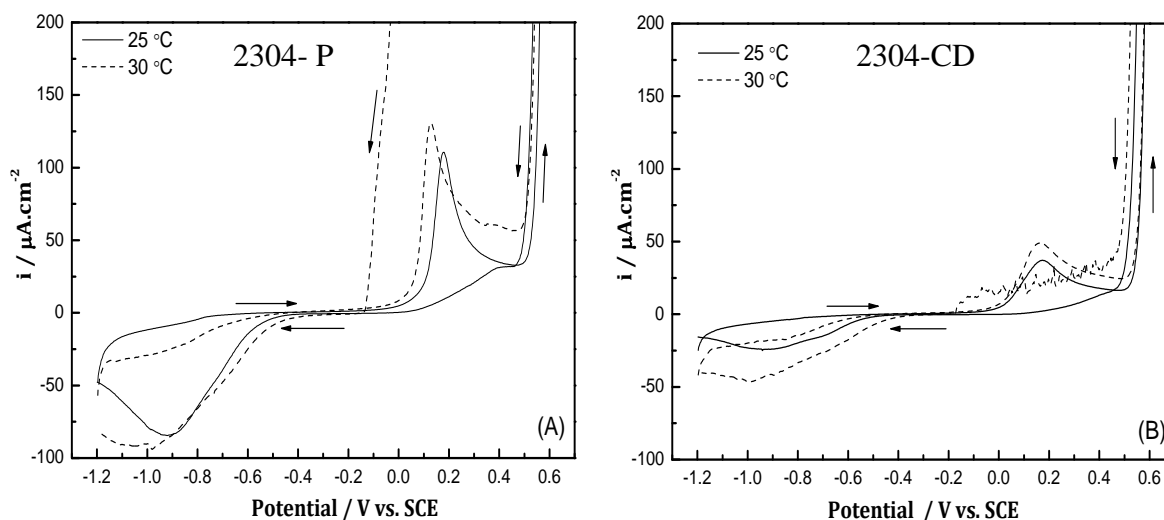 200
150
100
50
0
-50
-100
i / μA.cm-2
25 °C
30 °C
2304- P
(A)
-1.2 -1.0 -0.8 -0.6 -0.4 -0.2 0.0 0.2 0.4 0.6
Potential / V vs. SCE
200
150
100
50
0
-50
-100
i / μA.cm-2
25 °C
30 °C
2304-CD
(B)
-1.2 -1.0 -0.8 -0.6 -0.4 -0.2 0.0 0.2 0.4 0.6
Potential / V vs. SCE